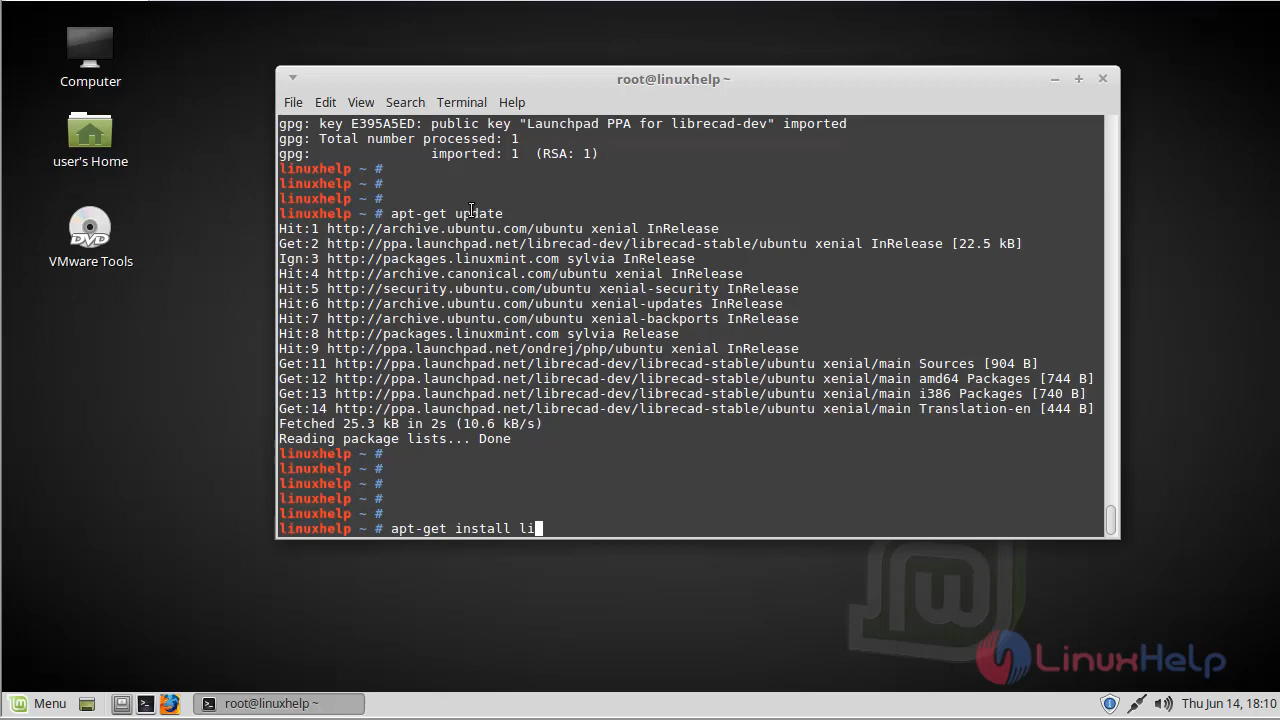 Computer
user's Home
DVD
VMware Tools
root@linuxhelp ~
File Edit View Search Terminal Help
gpg: key E395A5ED: public key "Launchpad PPA for librecad-dev" imported
gpg: Total number processed: 1
gpg:                   imported: 1  (RSA: 1)
linuxhelp ~ #
linuxhelp ~ #
linuxhelp ~ #
linuxhelp ~ # apt-get update
Hit:1 http://archive.ubuntu.com/ubuntu xenial InRelease
Get:2 http://ppa.launchpad.net/librecad-dev/librecad-stable/ubuntu xenial InRelease [22.5 kB]
Ign:3 http://packages.linuxmint.com sylvia InRelease
Hit:4 http://archive.canonical.com/ubuntu xenial InRelease
Hit:5 http://security.ubuntu.com/ubuntu xenial-security InRelease
Hit:6 http://archive.ubuntu.com/ubuntu xenial-updates InRelease
Hit:7 http://archive.ubuntu.com/ubuntu xenial-backports InRelease
Hit:8 http://packages.linuxmint.com sylvia Release
Hit:9 http://ppa.launchpad.net/ondrej/php/ubuntu xenial InRelease
Get:11 http://ppa.launchpad.net/librecad-dev/librecad-stable/ubuntu xenial/main Sources [904 B]
Get:12 http://ppa.launchpad.net/librecad-dev/librecad-stable/ubuntu xenial/main amd64 Packages [744 B]
Get:13 http://ppa.launchpad.net/librecad-dev/librecad-stable/ubuntu xenial/main i386 Packages [740 B]
Get:14 http://ppa.launchpad.net/librecad-dev/librecad-stable/ubuntu xenial/main Translation-en [444 B]
Fetched 25.3 kB in 2s (10.6 kB/s)
Reading package lists... Done
linuxhelp ~ #
linuxhelp ~ #
linuxhelp ~ #
linuxhelp ~ #
linuxhelp ~ #
linuxhelp ~ # apt-get install li
LinuxHelp
Menu
root@linuxhelp ~
Thu Jun 14, 18:10